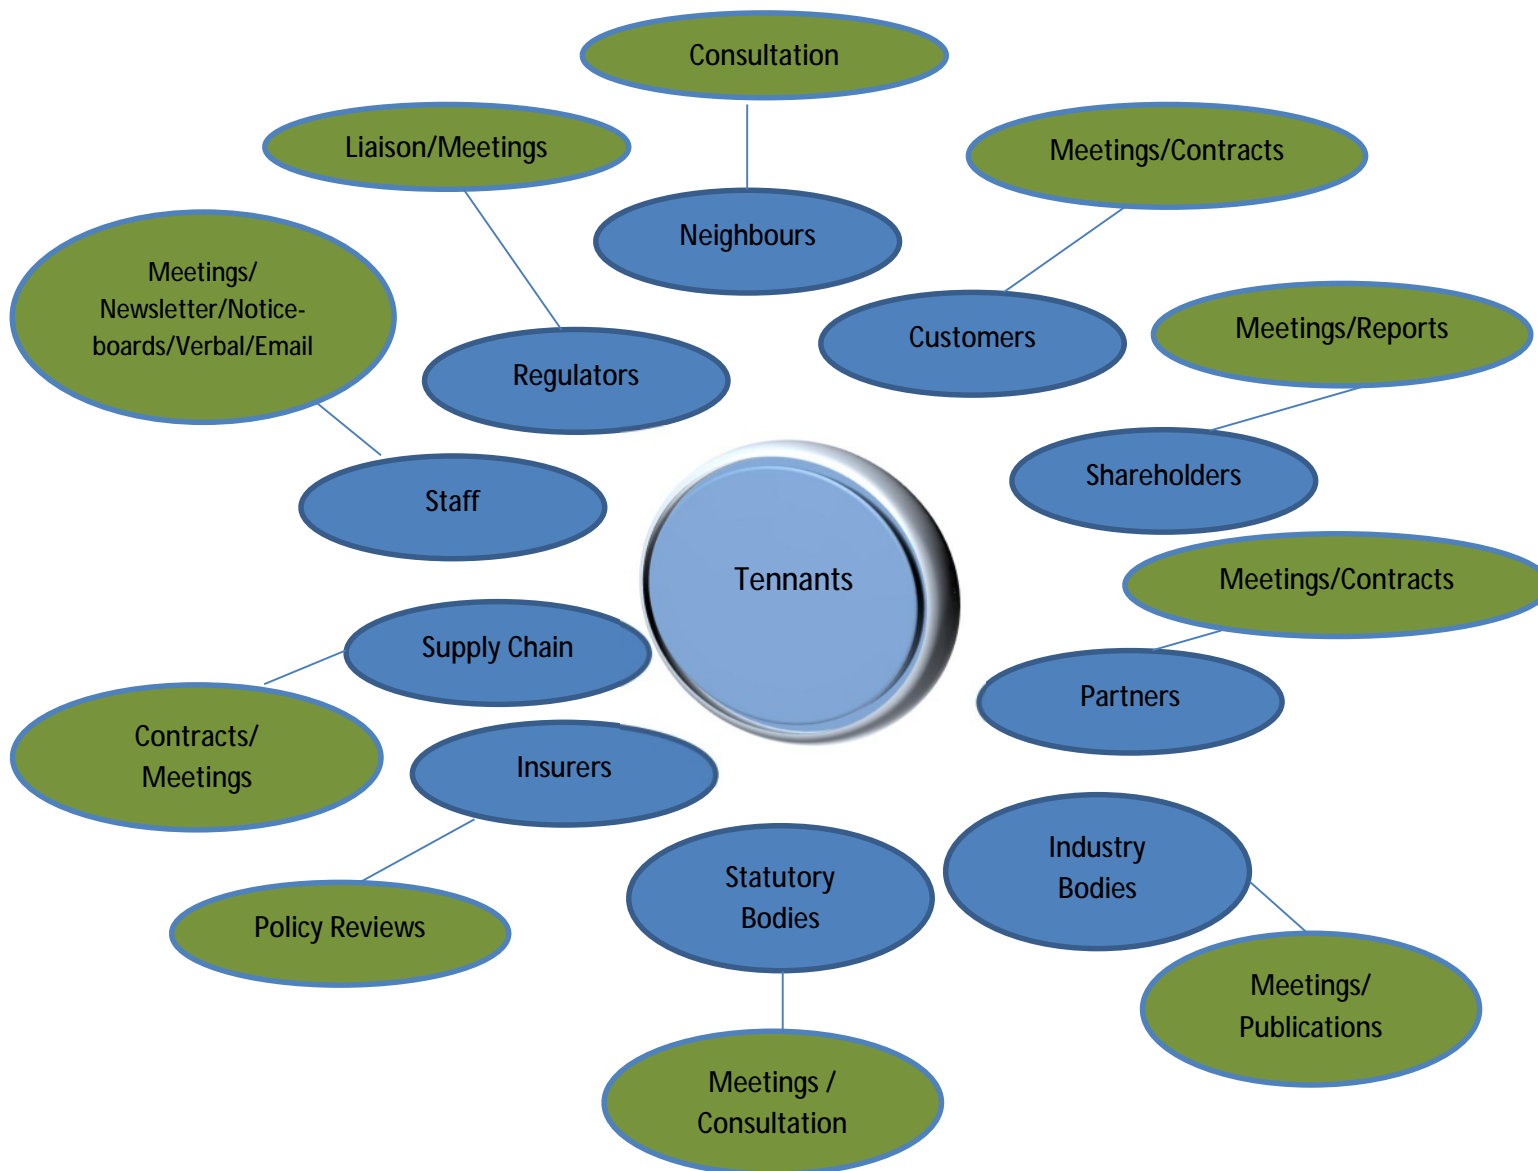 Consultation
Liaison/Meetings
Meetings/Contracts
Neighbours
Meetings/
Newsletter/Notice-
boards/Verbal/Email
Customers
Meetings/Reports
Regulators
Shareholders
Staff
Tennants
Meetings/Contracts
Supply Chain
Partners
Contracts/
Meetings
Insurers
Industry
Bodies
Statutory
Bodies
Policy Reviews
Meetings/
Publications
Meetings /
Consultation